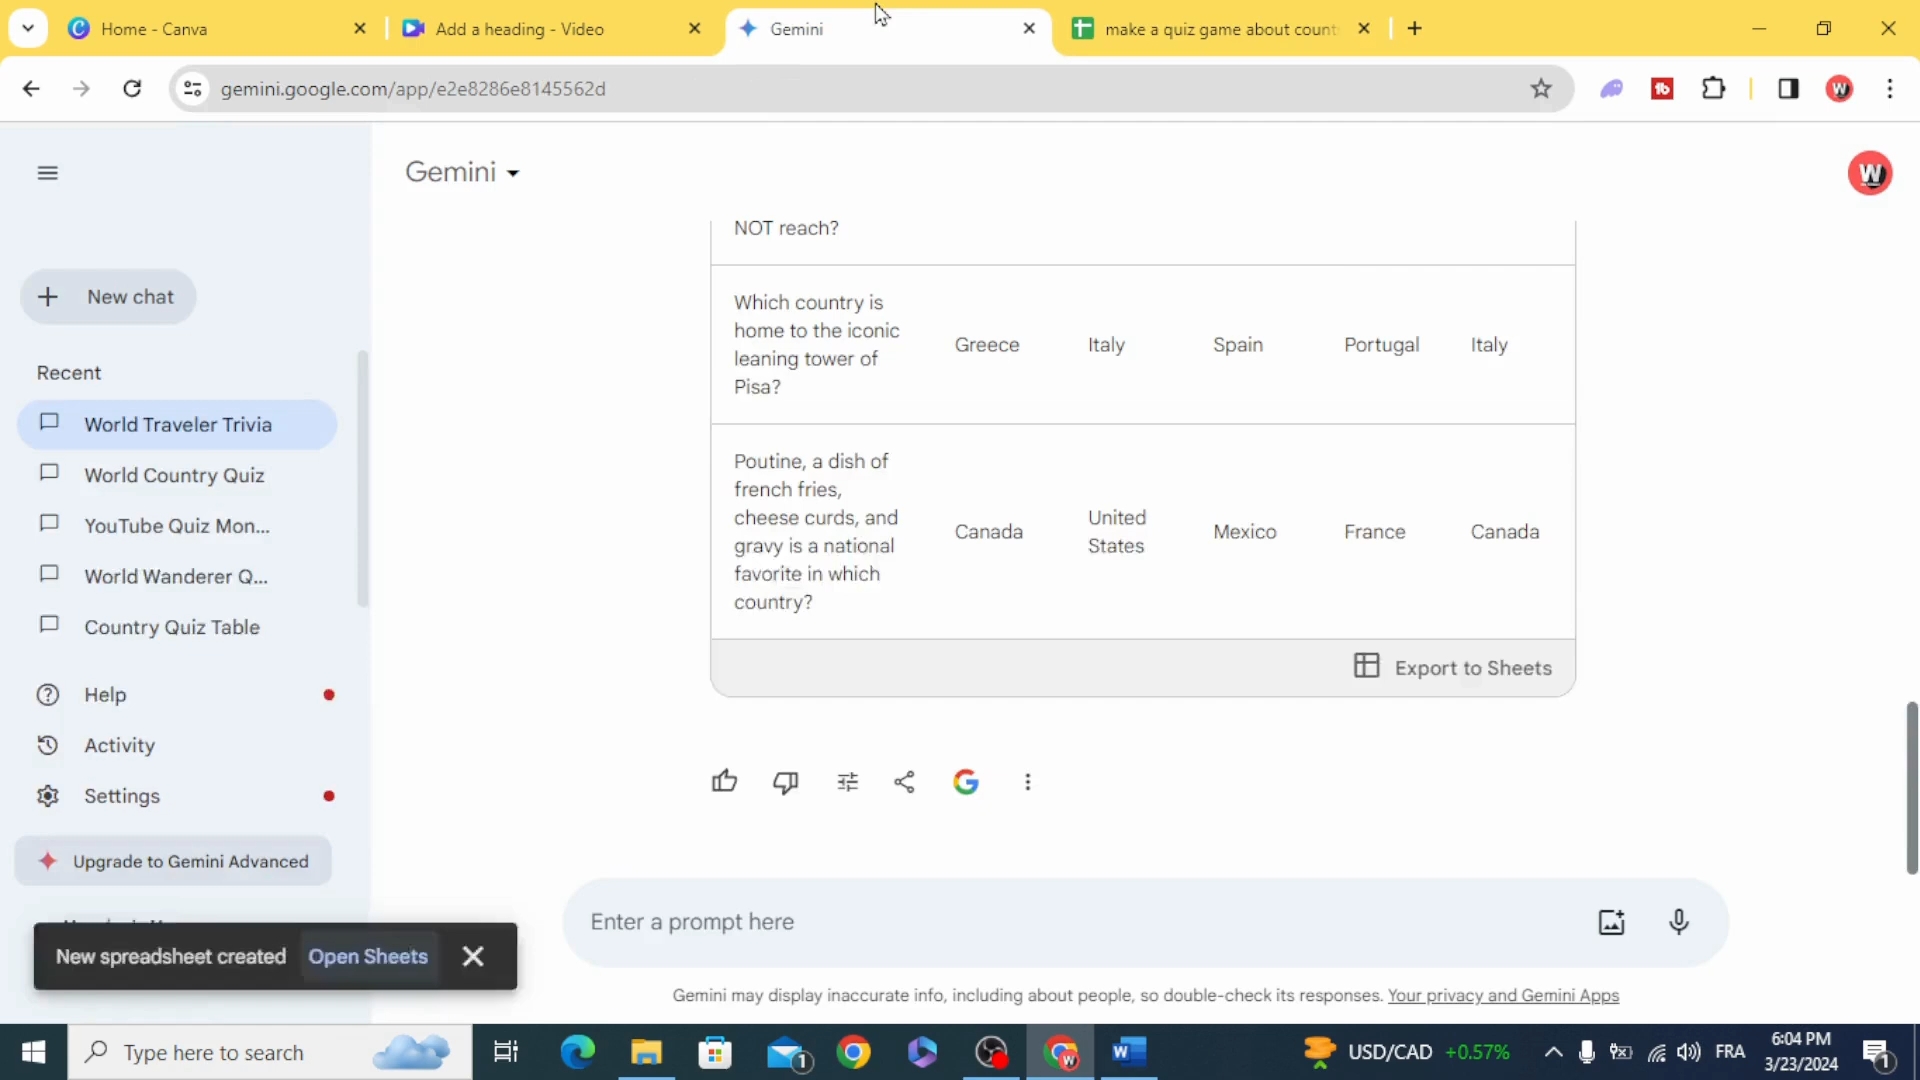 Home - Canva
Add a heading - Video
Gemini
make a quiz game about count
gemini.google.com/app/e2e8286e8145562d
Gemini
W
New chat
Recent
World Traveler Trivia
World Country Quiz
YouTube Quiz Mon...
World Wanderer Q...
Country Quiz Table
Help
Activity
Settings
Upgrade to Gemini Advanced
New spreadsheet created Open Sheets
NOT reach?
Which country is
home to the iconic
leaning tower of
Pisa?
Greece Italy Spain Portugal Italy
Poutine, a dish of
french fries,
cheese curds, and
gravy is a national
favorite in which
country?
Canada United States Mexico France Canada
Export to Sheets
Enter a prompt here
Gemini may display inaccurate info, including about people, so double-check its responses. Your privacy and Gemini Apps
Type here to search
1
USD/CAD +0.57%
FRA
6:04 PM
3/23/2024
1